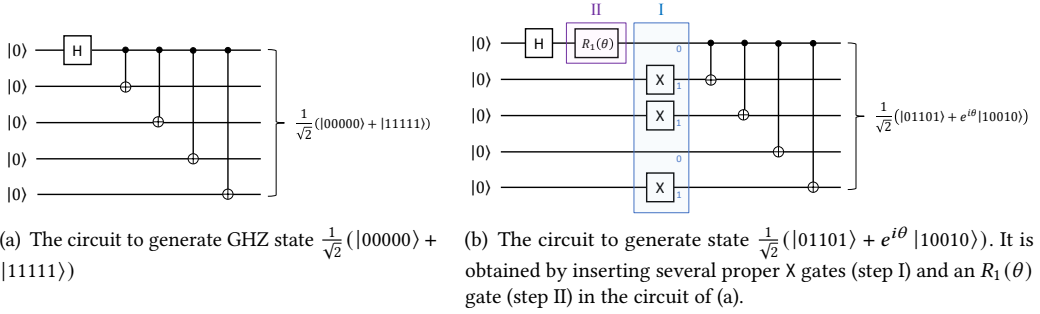 II I
|0⟩ H
|0⟩
|0⟩
|0⟩
|0⟩
1/√2(|00000⟩ + |11111⟩)
|0⟩ H R₁(θ) 0
|0⟩ X 1
|0⟩ X 1
|0⟩ 0
|0⟩ X 1
1/√2(|01101⟩ + e^{iθ}|10010⟩)
(a) The circuit to generate GHZ state 1/√2(|00000⟩ +
|11111⟩)
(b) The circuit to generate state 1/√2(|01101⟩ + e^{iθ} |10010⟩). It is
obtained by inserting several proper X gates (step I) and an R₁(θ)
gate (step II) in the circuit of (a).